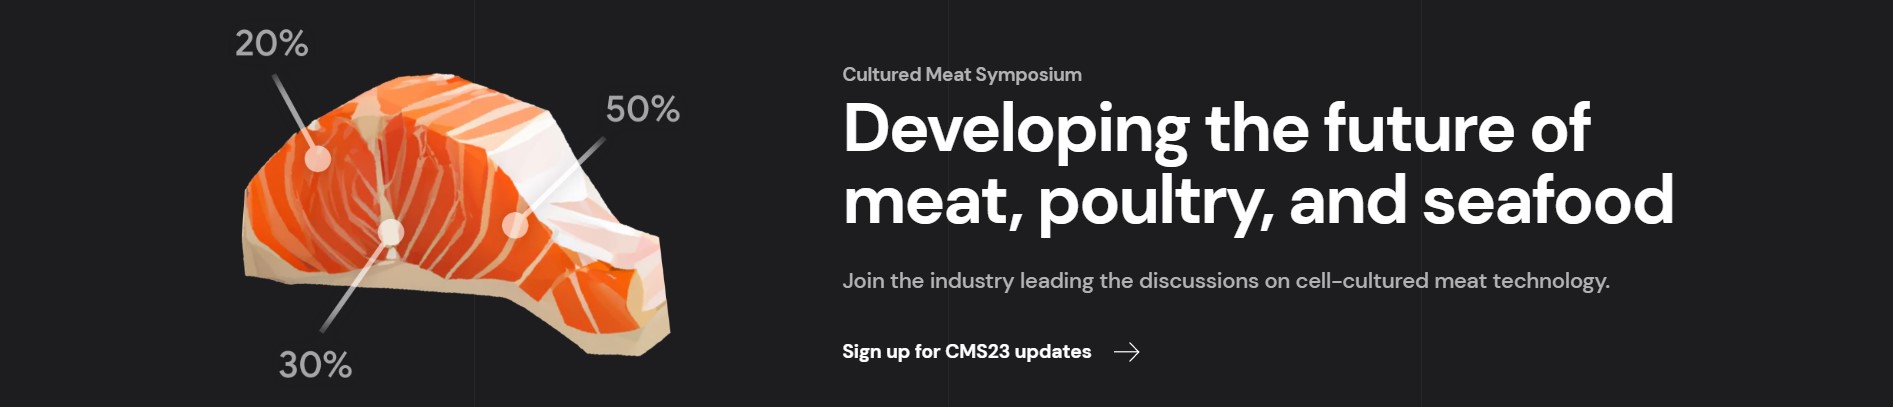 20%
50%
30%
Cultured Meat Symposium
Developing the future of
meat, poultry, and seafood
Join the industry leading the discussions on cell-cultured meat technology.
Sign up for CMS23 updates